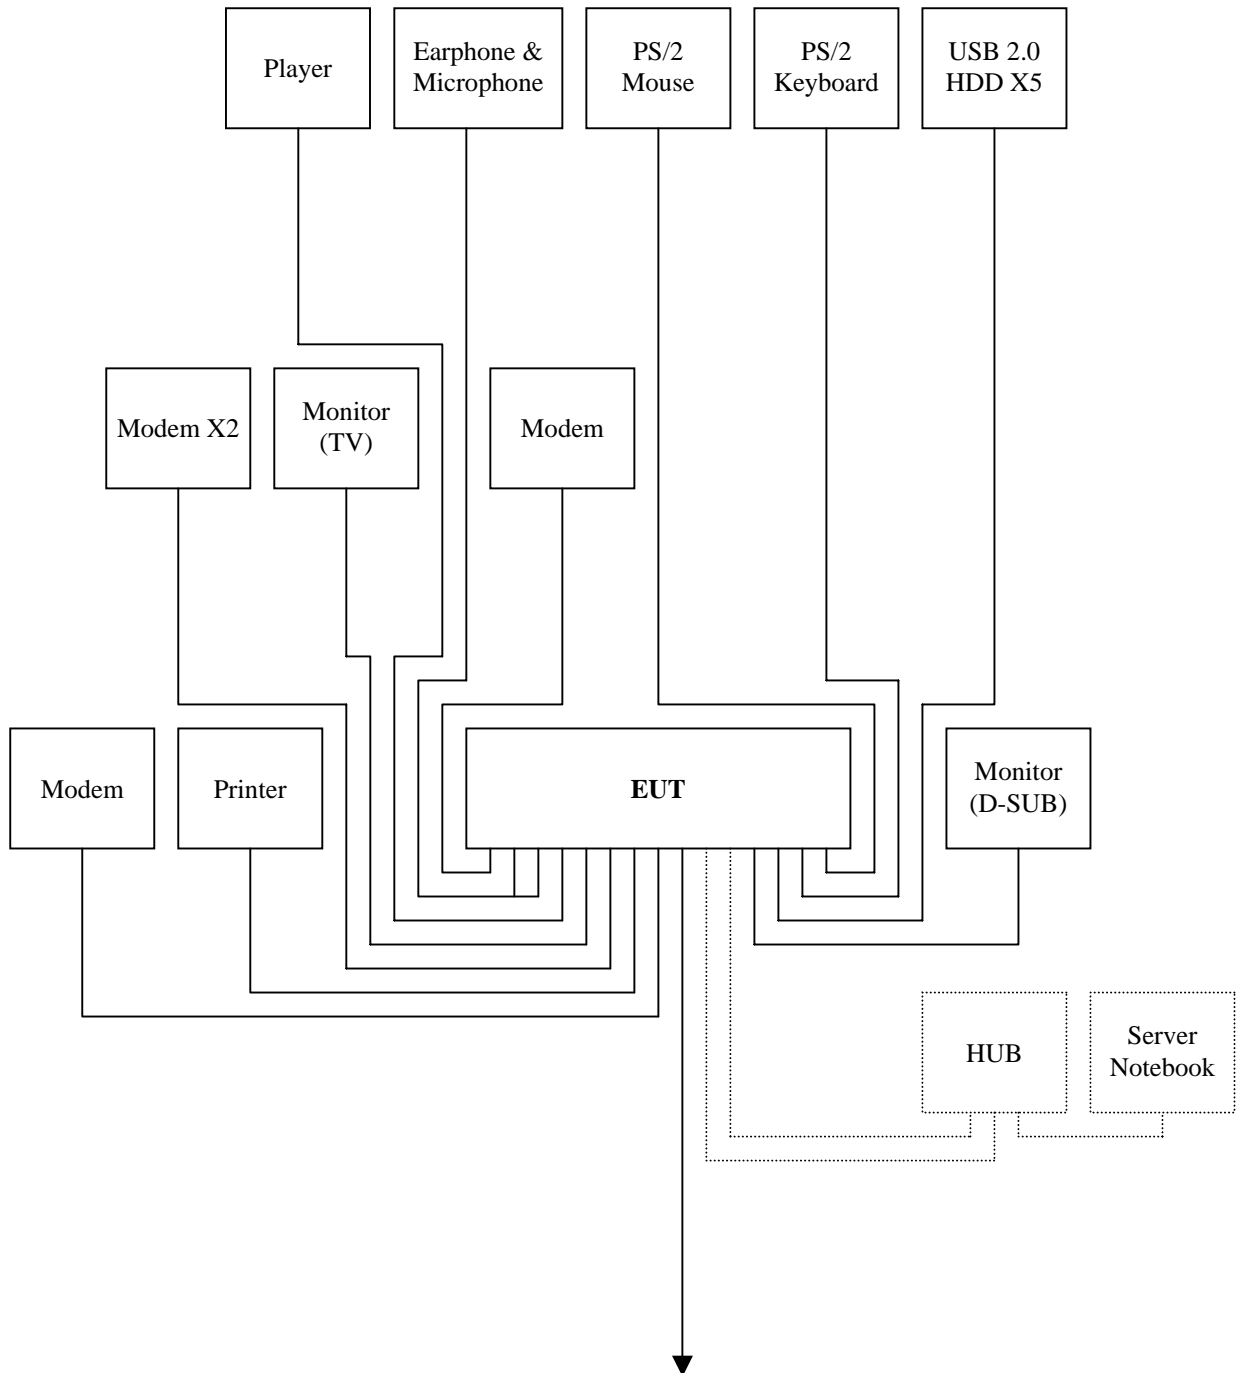 Player
Earphone &
Microphone
PS/2
Mouse
PS/2
Keyboard
USB 2.0
HDD X5
Modem X2
Monitor
(TV)
Modem
Modem
Printer
EUT
Monitor
(D-SUB)
HUB
Server
Notebook